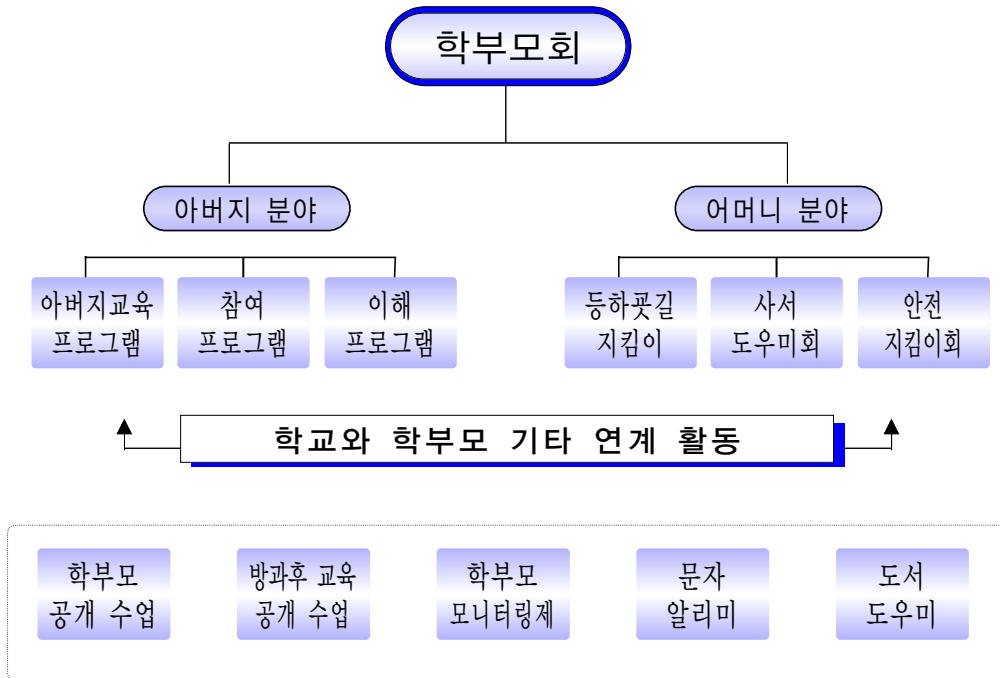 학부모회
아버지 분야
어머니 분야
아버지교육
프로그램
참여
프로그램
이해
프로그램
등하굣길
지킴이
사서
도우미회
안전
지킴이회
학교와 학부모 기타 연계 활동
학부모
공개 수업
방과후 교육
공개 수업
학부모
모니터링제
문자
알리미
도서
도우미